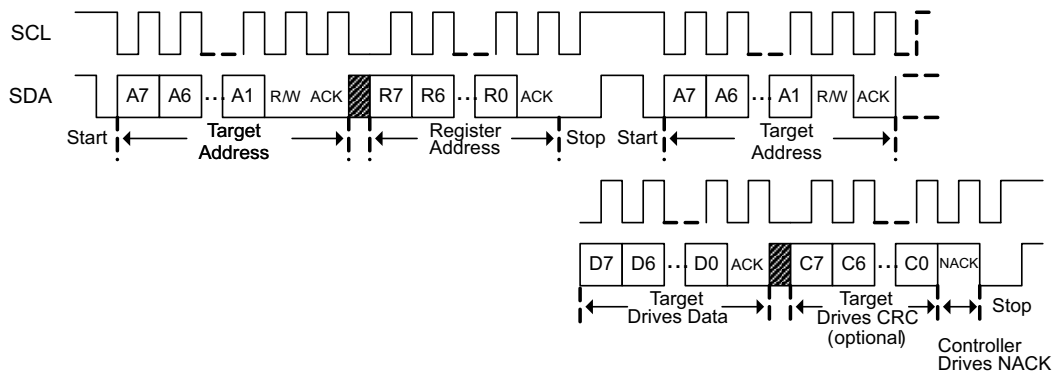 SCL
SDA A7 A6 ... A1 R/W ACK R7 R6 ... R0 ACK A7 A6 ... A1 R/W ACK
Start Target Address Register Address Stop Start Target Address
D7 D6 ... D0 ACK C7 C6 ... C0 NACK
Target Drives Data
Target Drives CRC (optional)
Stop
Controller Drives NACK